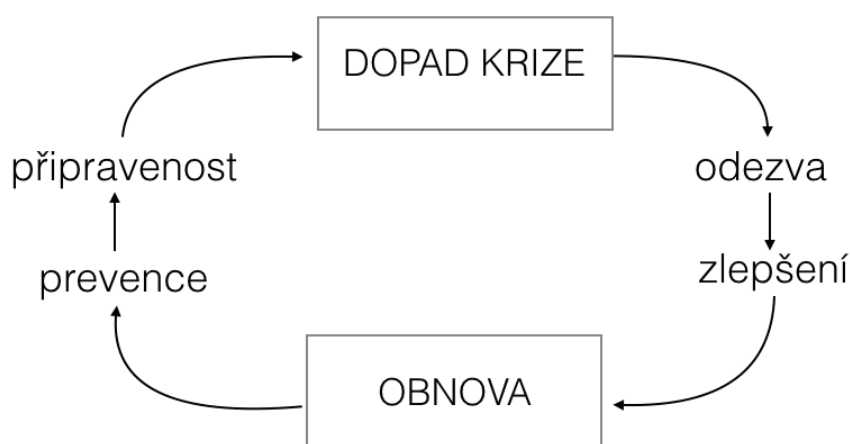 DOPAD KRIZE
připravenost
odezva
prevence
zlepšení
OBNOVA